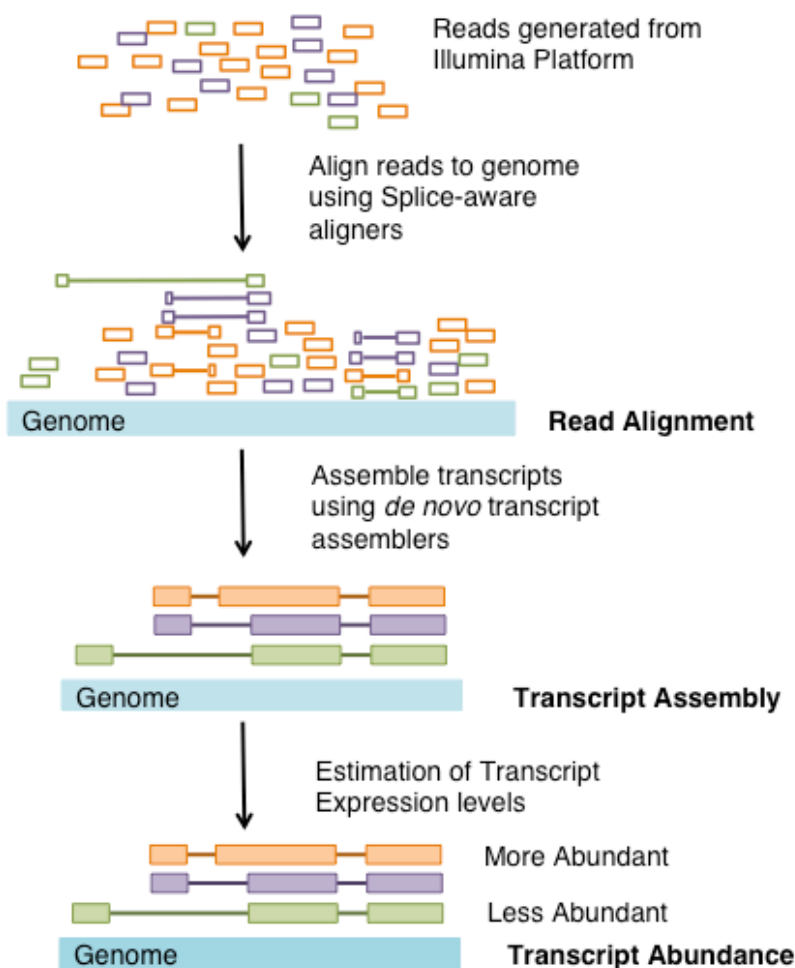 Reads generated from
Illumina Platform
Align reads to genome
using Splice-aware
aligners
Genome
Read Alignment
Assemble transcripts
using de novo transcript
assemblers
Genome
Transcript Assembly
Estimation of Transcript
Expression levels
More Abundant
Less Abundant
Genome
Transcript Abundance